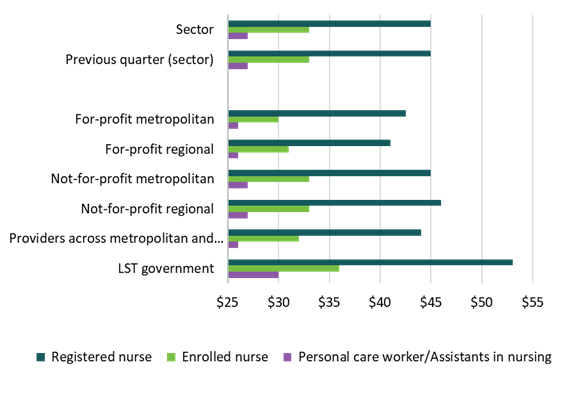 Sector
Previous quarter (sector)
For-profit metropolitan
For-profit regional
Not-for-profit metropolitan
Not-for-profit regional
Providers across metropolitan and...
LST government
$25 $30 $35 $40 $45 $50 $55
Registered nurse Enrolled nurse Personal care worker/Assistants in nursing